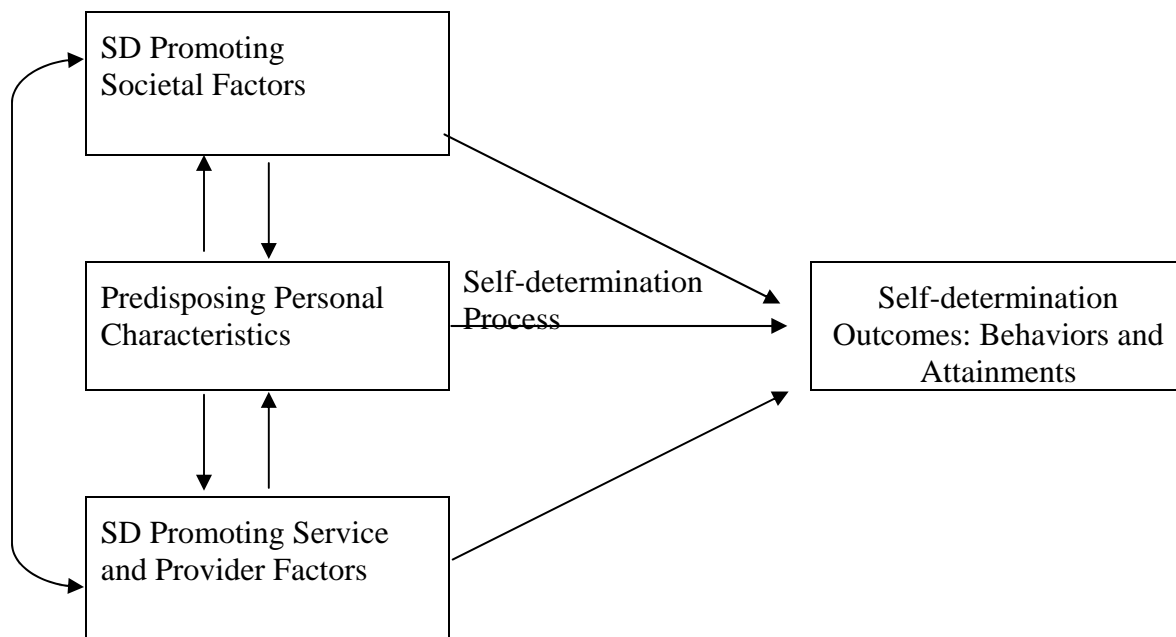 SD Promoting
Societal Factors
Predisposing Personal
Characteristics
Self-determination
Process
Self-determination
Outcomes: Behaviors and
Attainments
SD Promoting Service
and Provider Factors